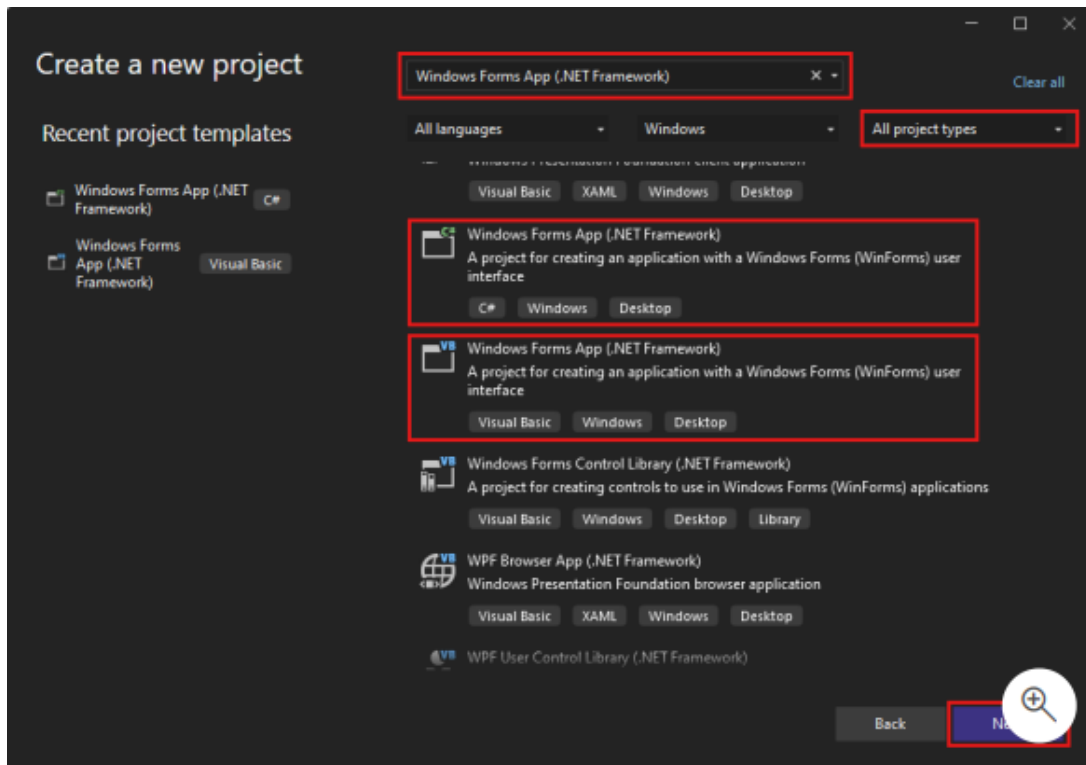 Create a new project
Recent project templates
Windows Forms App (.NET
Framework)
C#
Windows Forms
App (.NET
Framework)
Visual Basic
Windows Forms App (.NET Framework)
Clear all
All languages
Windows
All project types
Windows Presentation Foundation client application
Visual Basic XAML Windows Desktop
Windows Forms App (.NET Framework)
A project for creating an application with a Windows Forms (WinForms) user
interface
C# Windows Desktop
Windows Forms App (.NET Framework)
A project for creating an application with a Windows Forms (WinForms) user
interface
Visual Basic Windows Desktop
Windows Forms Control Library (.NET Framework)
A project for creating controls to use in Windows Forms (WinForms) applications
Visual Basic Windows Desktop Library
WPF Browser App (.NET Framework)
Windows Presentation Foundation browser application
Visual Basic XAML Windows Desktop
WPF User Control Library (.NET Framework)
Back